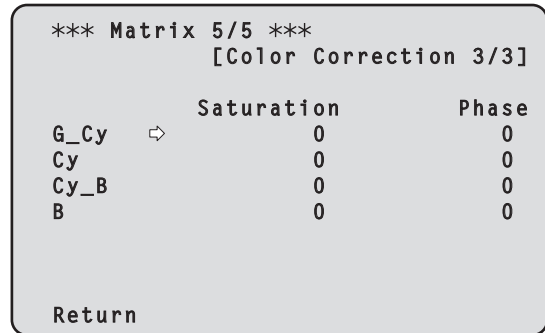 *** Matrix 5/5 ***
[Color Correction 3/3]
Saturation Phase
G_Cy ⇨ 0 0
Cy 0 0
Cy_B 0 0
B 0 0
Return